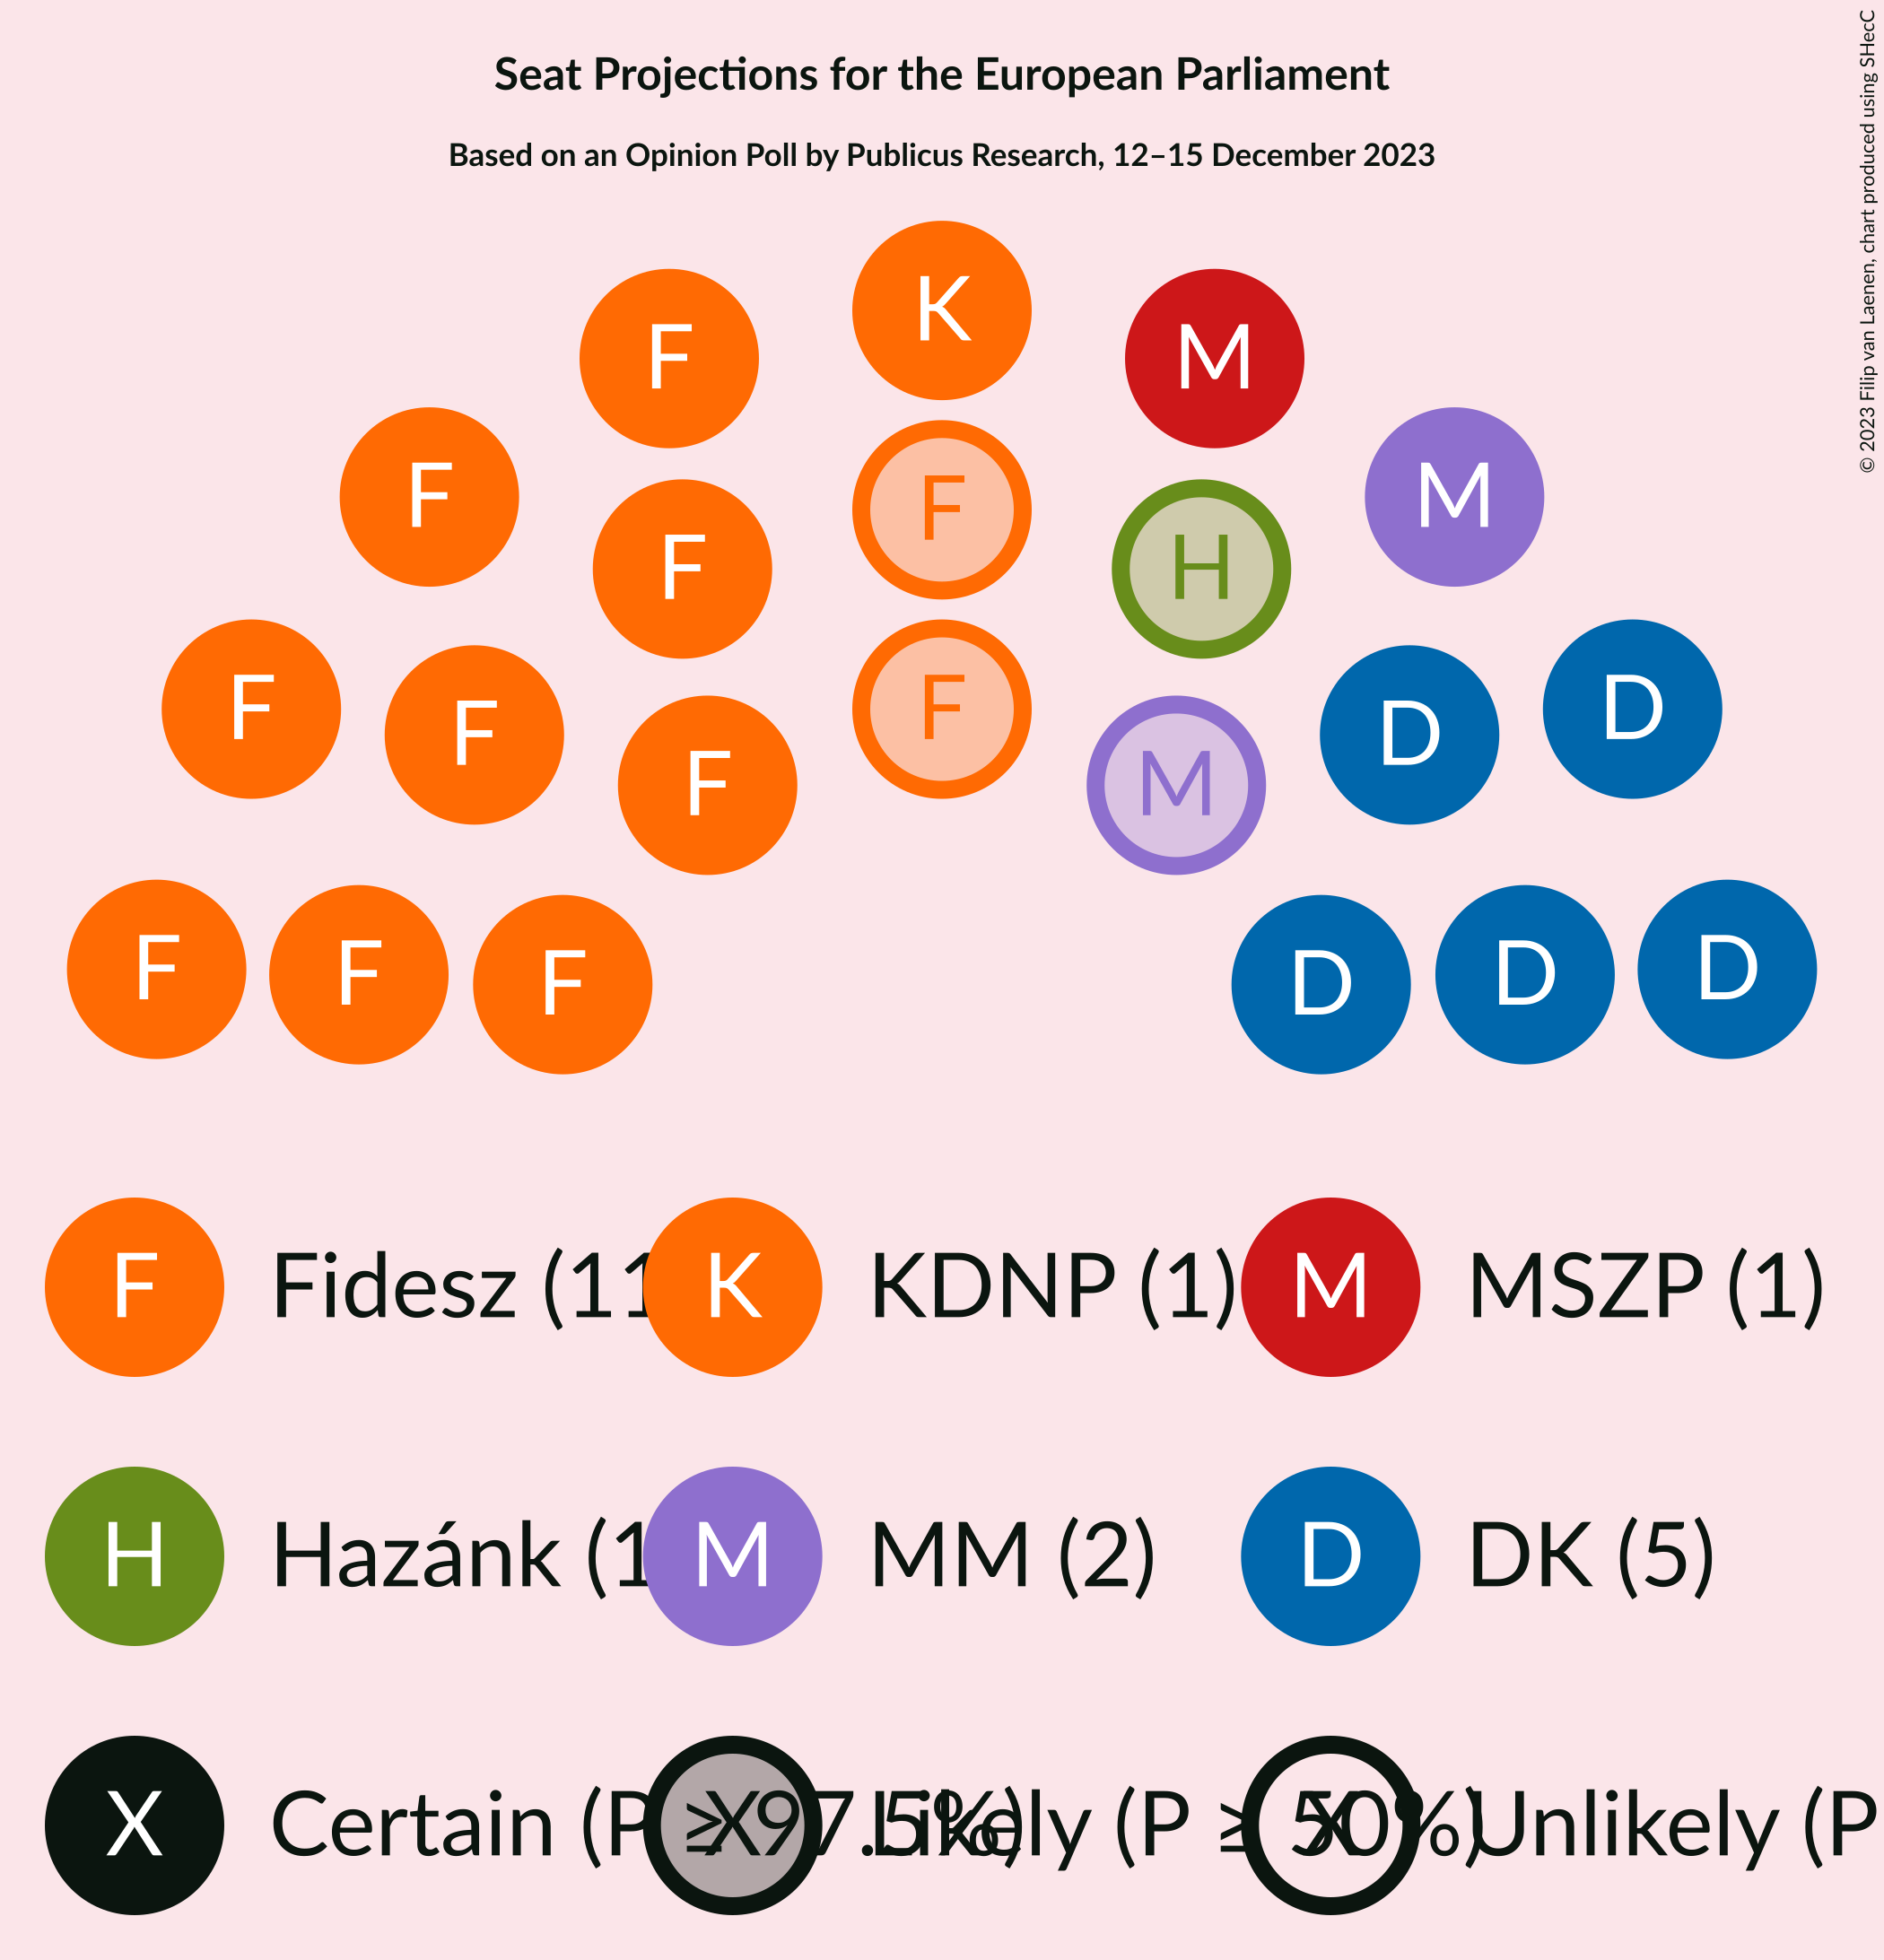 Seat Projections for the European Parliament
Based on an Opinion Poll by Publicus Research, 12–15 December 2023
© 2023 Filip van Laenen, chart produced using SHecC
K
F M
F M
F
F H
F D
F D
F
F M
F D
F D
F D
F Fidesz (11 K KDNP (1) M MSZP (1)
H Hazánk (1 M MM (2) D DK (5)
X Certain (P ≥ 97.5%) X Likely (P ≥ 50%) X Unlikely (P